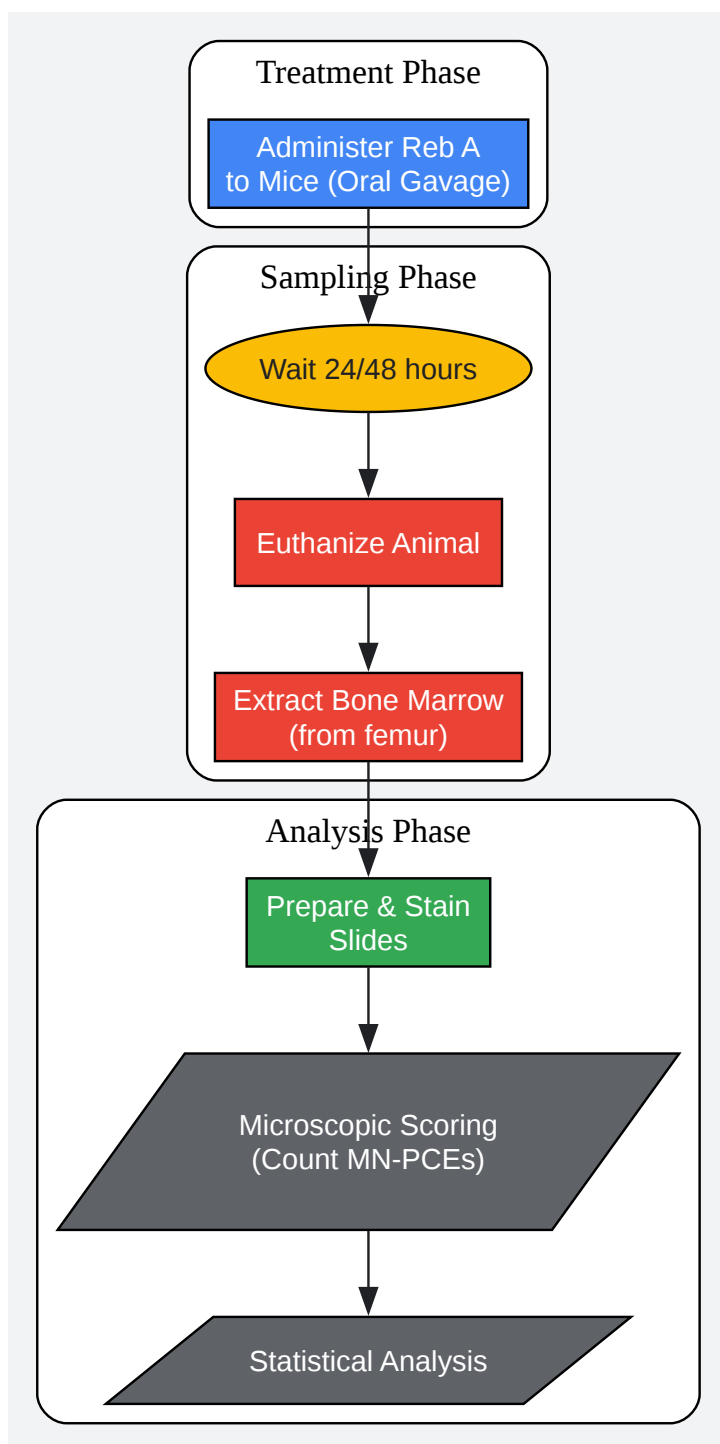 Treatment Phase
Administer Reb A
to Mice (Oral Gavage)
Sampling Phase
Wait 24/48 hours
Euthanize Animal
Extract Bone Marrow
(from femur)
Analysis Phase
Prepare & Stain
Slides
Microscopic Scoring
(Count MN-PCEs)
Statistical Analysis